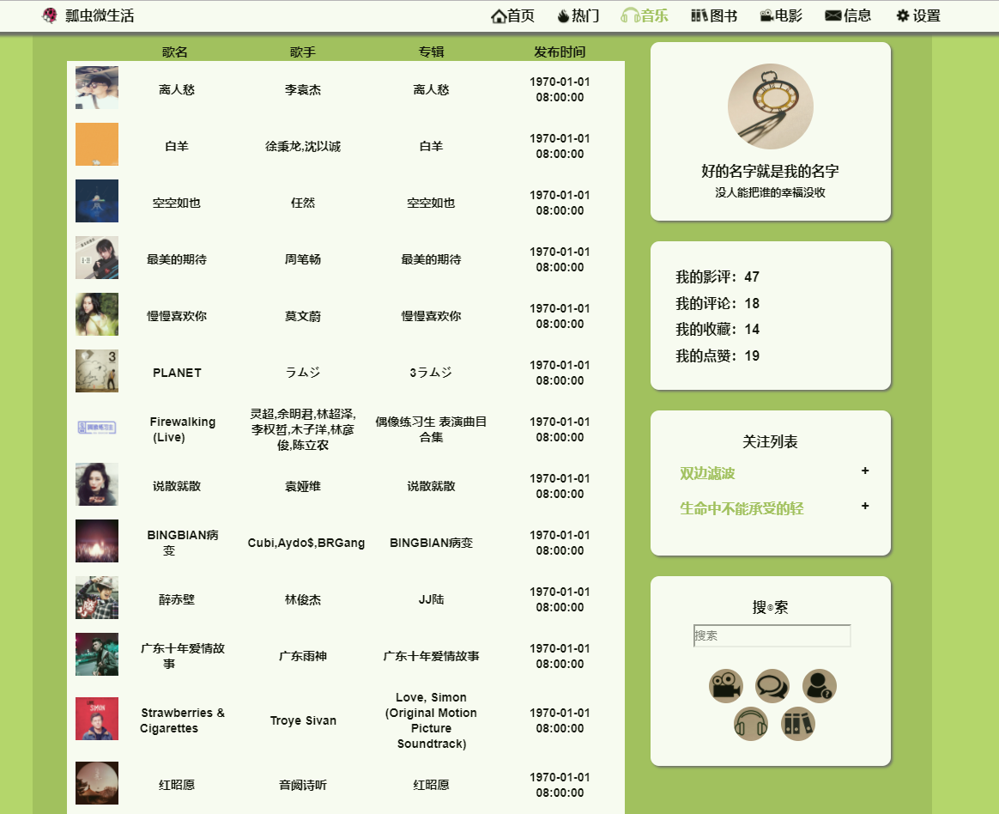 瓢虫微生活 首页 热门 音乐 图书 电影 信息 设置
歌名 歌手 专辑 发布时间
离人愁 李袁杰 离人愁 1970-01-01
08:00:00
白羊 徐秉龙,沈以诚 白羊 1970-01-01
08:00:00
空空如也 任然 空空如也 1970-01-01
08:00:00
最美的期待 周笔畅 最美的期待 1970-01-01
08:00:00
慢慢喜欢你 莫文蔚 慢慢喜欢你 1970-01-01
08:00:00
PLANET ラムジ 3ラムジ 1970-01-01
08:00:00
Firewalking
(Live)
灵超,余明君,林超泽,
李权哲,木子洋,林彦
俊,陈立农
偶像练习生 表演曲目
合集
1970-01-01
08:00:00
说散就散 袁娅维 说散就散 1970-01-01
08:00:00
BINGBIAN病
变
Cubi,Aydo$,BRGang BINGBIAN病变 1970-01-01
08:00:00
醉赤壁 林俊杰 JJ陆 1970-01-01
08:00:00
广东十年爱情故
事
广东雨神 广东十年爱情故事 1970-01-01
08:00:00
Strawberries &
Cigarettes
Troye Sivan
Love, Simon
(Original Motion
Picture
Soundtrack)
1970-01-01
08:00:00
红昭愿 音阙诗听 红昭愿 1970-01-01
08:00:00
好的名字就是我的名字
没人能把谁的幸福没收
我的影评：47
我的评论：18
我的收藏：14
我的点赞：19
关注列表
双边滤波 +
生命中不能承受的轻 +
搜索
搜索